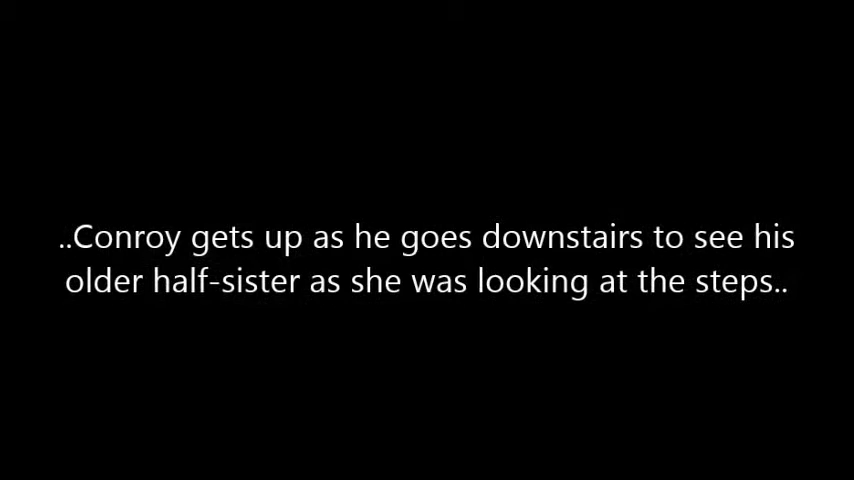 ..Conroy gets up as he goes downstairs to see his
older half-sister as she was looking at the steps..